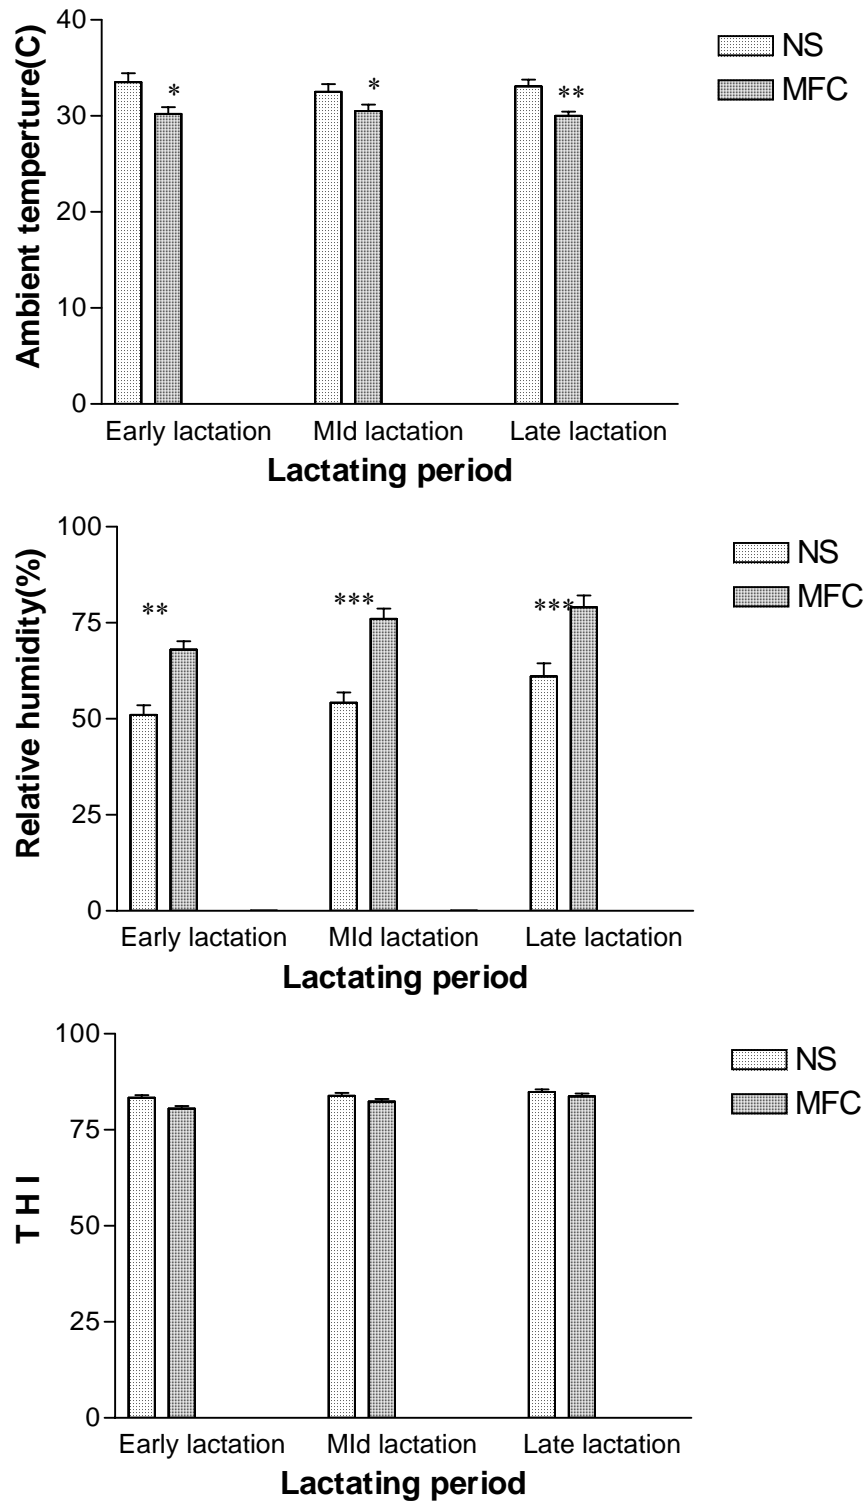 Ambient temperture(C)
40
30
20
10
0
*
*
**
NS
MFC
Early lactation
MId lactation
Late lactation
Lactating period
Relative humidity(%)
100
75
50
25
0
**
***
***
NS
MFC
Early lactation
MId lactation
Late lactation
Lactating period
T H I
100
75
50
25
0
NS
MFC
Early lactation
MId lactation
Late lactation
Lactating period